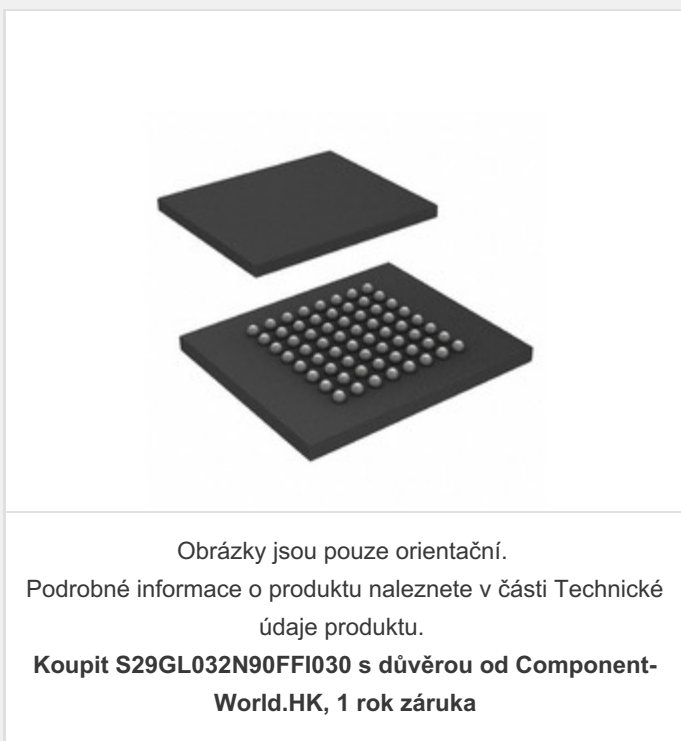 Obrázky jsou pouze orientační.
Podrobné informace o produktu naleznete v části Technické
údaje produktu.
Koupit S29GL032N90FFI030 s důvěrou od Component-
World.HK, 1 rok záruka